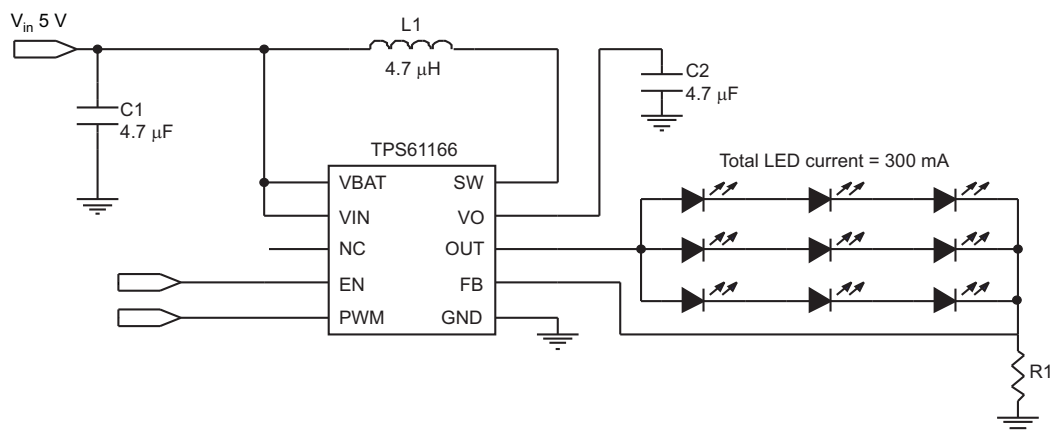 Vin 5 V
L1
4.7 μH
C1
4.7 μF
C2
4.7 μF
TPS61166
VBAT
SW
VIN
VO
NC
OUT
EN
FB
PWM
GND
Total LED current = 300 mA
R1